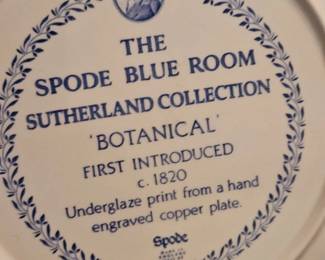 THE
SPODE BLUE ROOM
SUTHERLAND COLLECTION
'BOTANICAL'
FIRST INTRODUCED
c. 1820
Underglaze print from a hand
engraved copper plate.
Spode